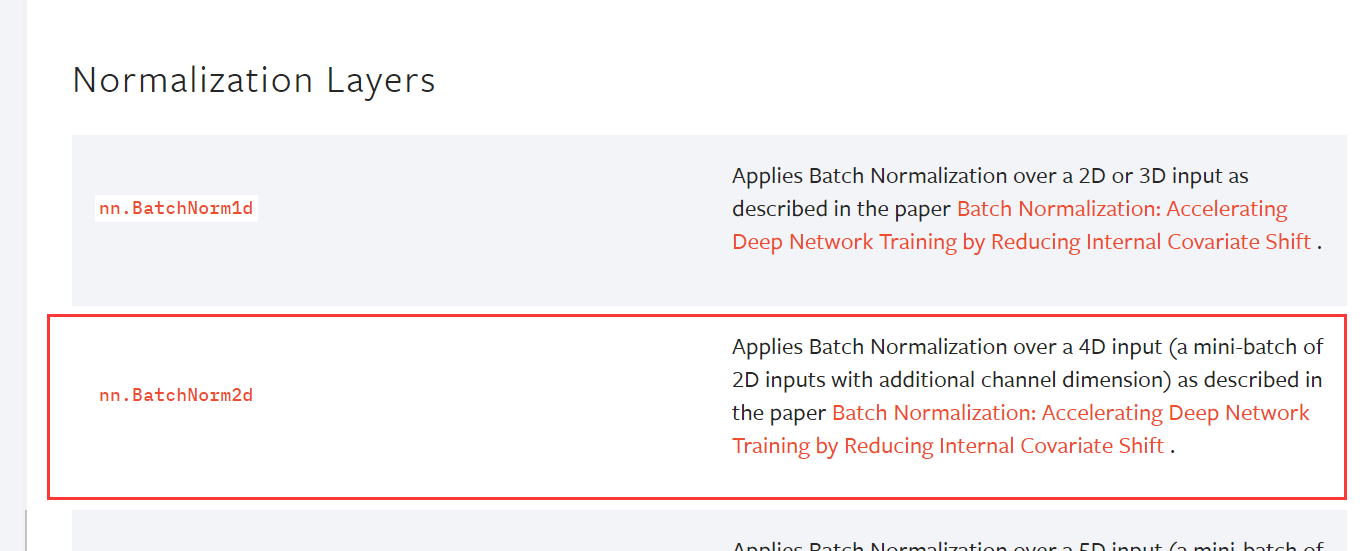 Normalization Layers
nn.BatchNorm1d
Applies Batch Normalization over a 2D or 3D input as
described in the paper Batch Normalization: Accelerating
Deep Network Training by Reducing Internal Covariate Shift .
nn.BatchNorm2d
Applies Batch Normalization over a 4D input (a mini-batch of
2D inputs with additional channel dimension) as described in
the paper Batch Normalization: Accelerating Deep Network
Training by Reducing Internal Covariate Shift .
Applies Batch Normalization over a 5D input (a mini-batch of